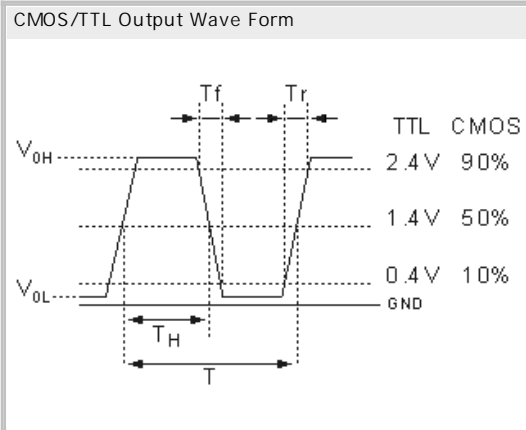 CMOS/TTL Output Wave Form
Tf Tr
TTL CMOS
V0H 2.4V 90%
1.4V 50%
0.4V 10%
V0L GND
TH
T